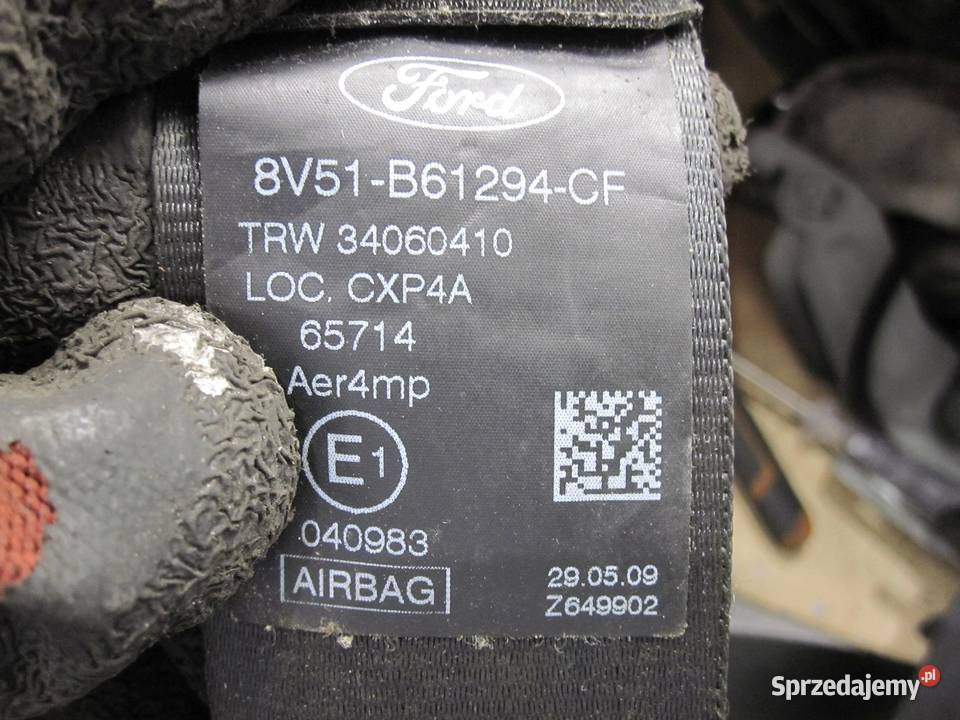 Ford
8V51-B61294-CF
TRW 34060410
LOC. CXP4A
65714
Aer4mp
E1
040983
AIRBAG
29.05.09
Z649902
Sprzedajemy.pl